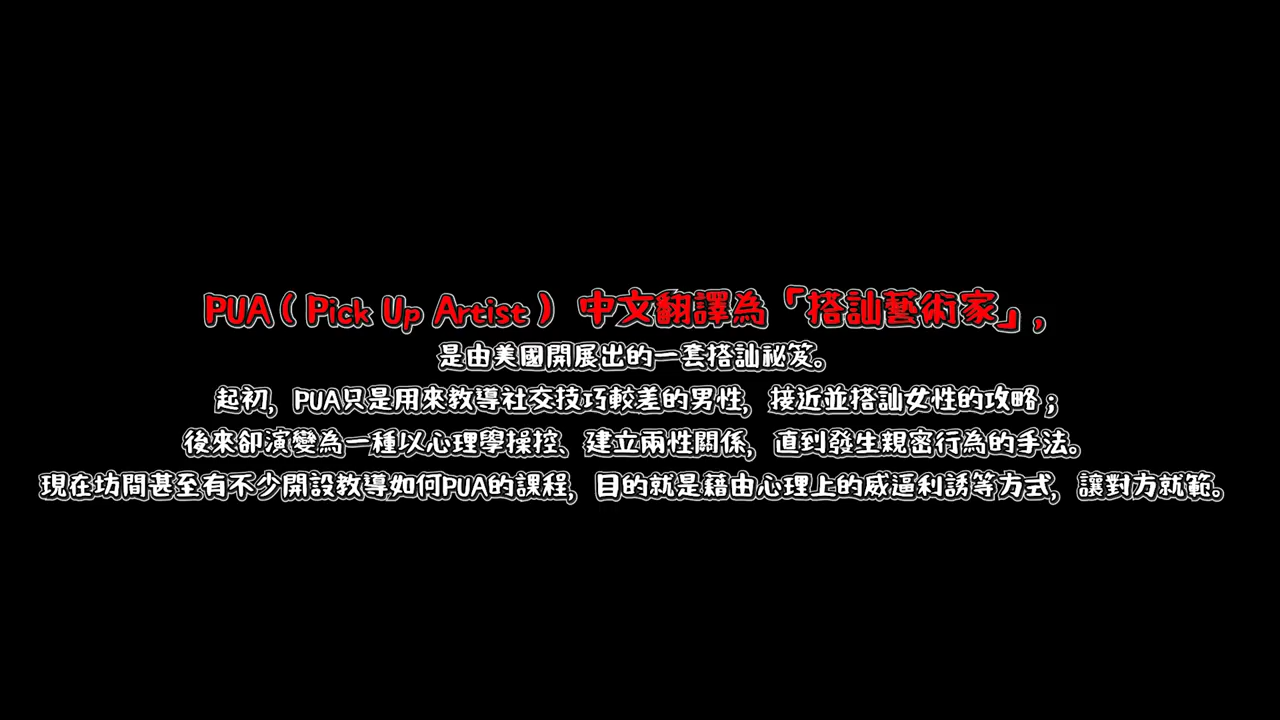 PUA（Pick Up Artist） 中文翻譯為「搭訕藝術家」,
是由美國開展出的一套搭訕祕笈。
起初，PUA只是用來教導社交技巧較差的男性，接近並搭訕女性的攻略；
後來卻演變為一種以心理學操控、建立兩性關係，直到發生親密行為的手法。
現在坊間甚至有不少開設教導如何PUA的課程，目的就是藉由心理上的威逼利誘等方式，讓對方就範。